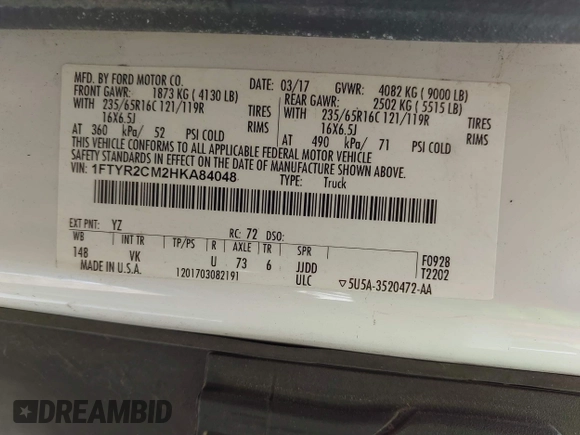 MFD. BY FORD MOTOR CO.
DATE: 03/17 GVWR: 4082 KG ( 9000 LB)
FRONT GAWR: 1873 KG ( 4130 LB) REAR GAWR: 2502 KG ( 5515 LB)
WITH 235/65R16C 121/119R TIRES WITH 235/65R16C 121/119R TIRES
16X6.5J RIMS 16X6.5J RIMS
AT 360 kPa/ 52 PSI COLD AT 490 kPa/ 71 PSI COLD
THIS VEHICLE CONFORMS TO ALL APPLICABLE FEDERAL MOTOR VEHICLE
SAFETY STANDARDS IN EFFECT ON THE DATE OF MANUFACTURE SHOWN ABOVE.
VIN: 1FTYR2CM2HKA84048 TYPE: Truck
EXT PNT: YZ RC: 72 DSO:
WB INT TR TP/PS R AXLE TR SPR F0928
148 VK U 73 6 JJDD T2202
MADE IN U.S.A. 1201703082191 ULC ▽5U5A-3520472-AA
DREAMBID